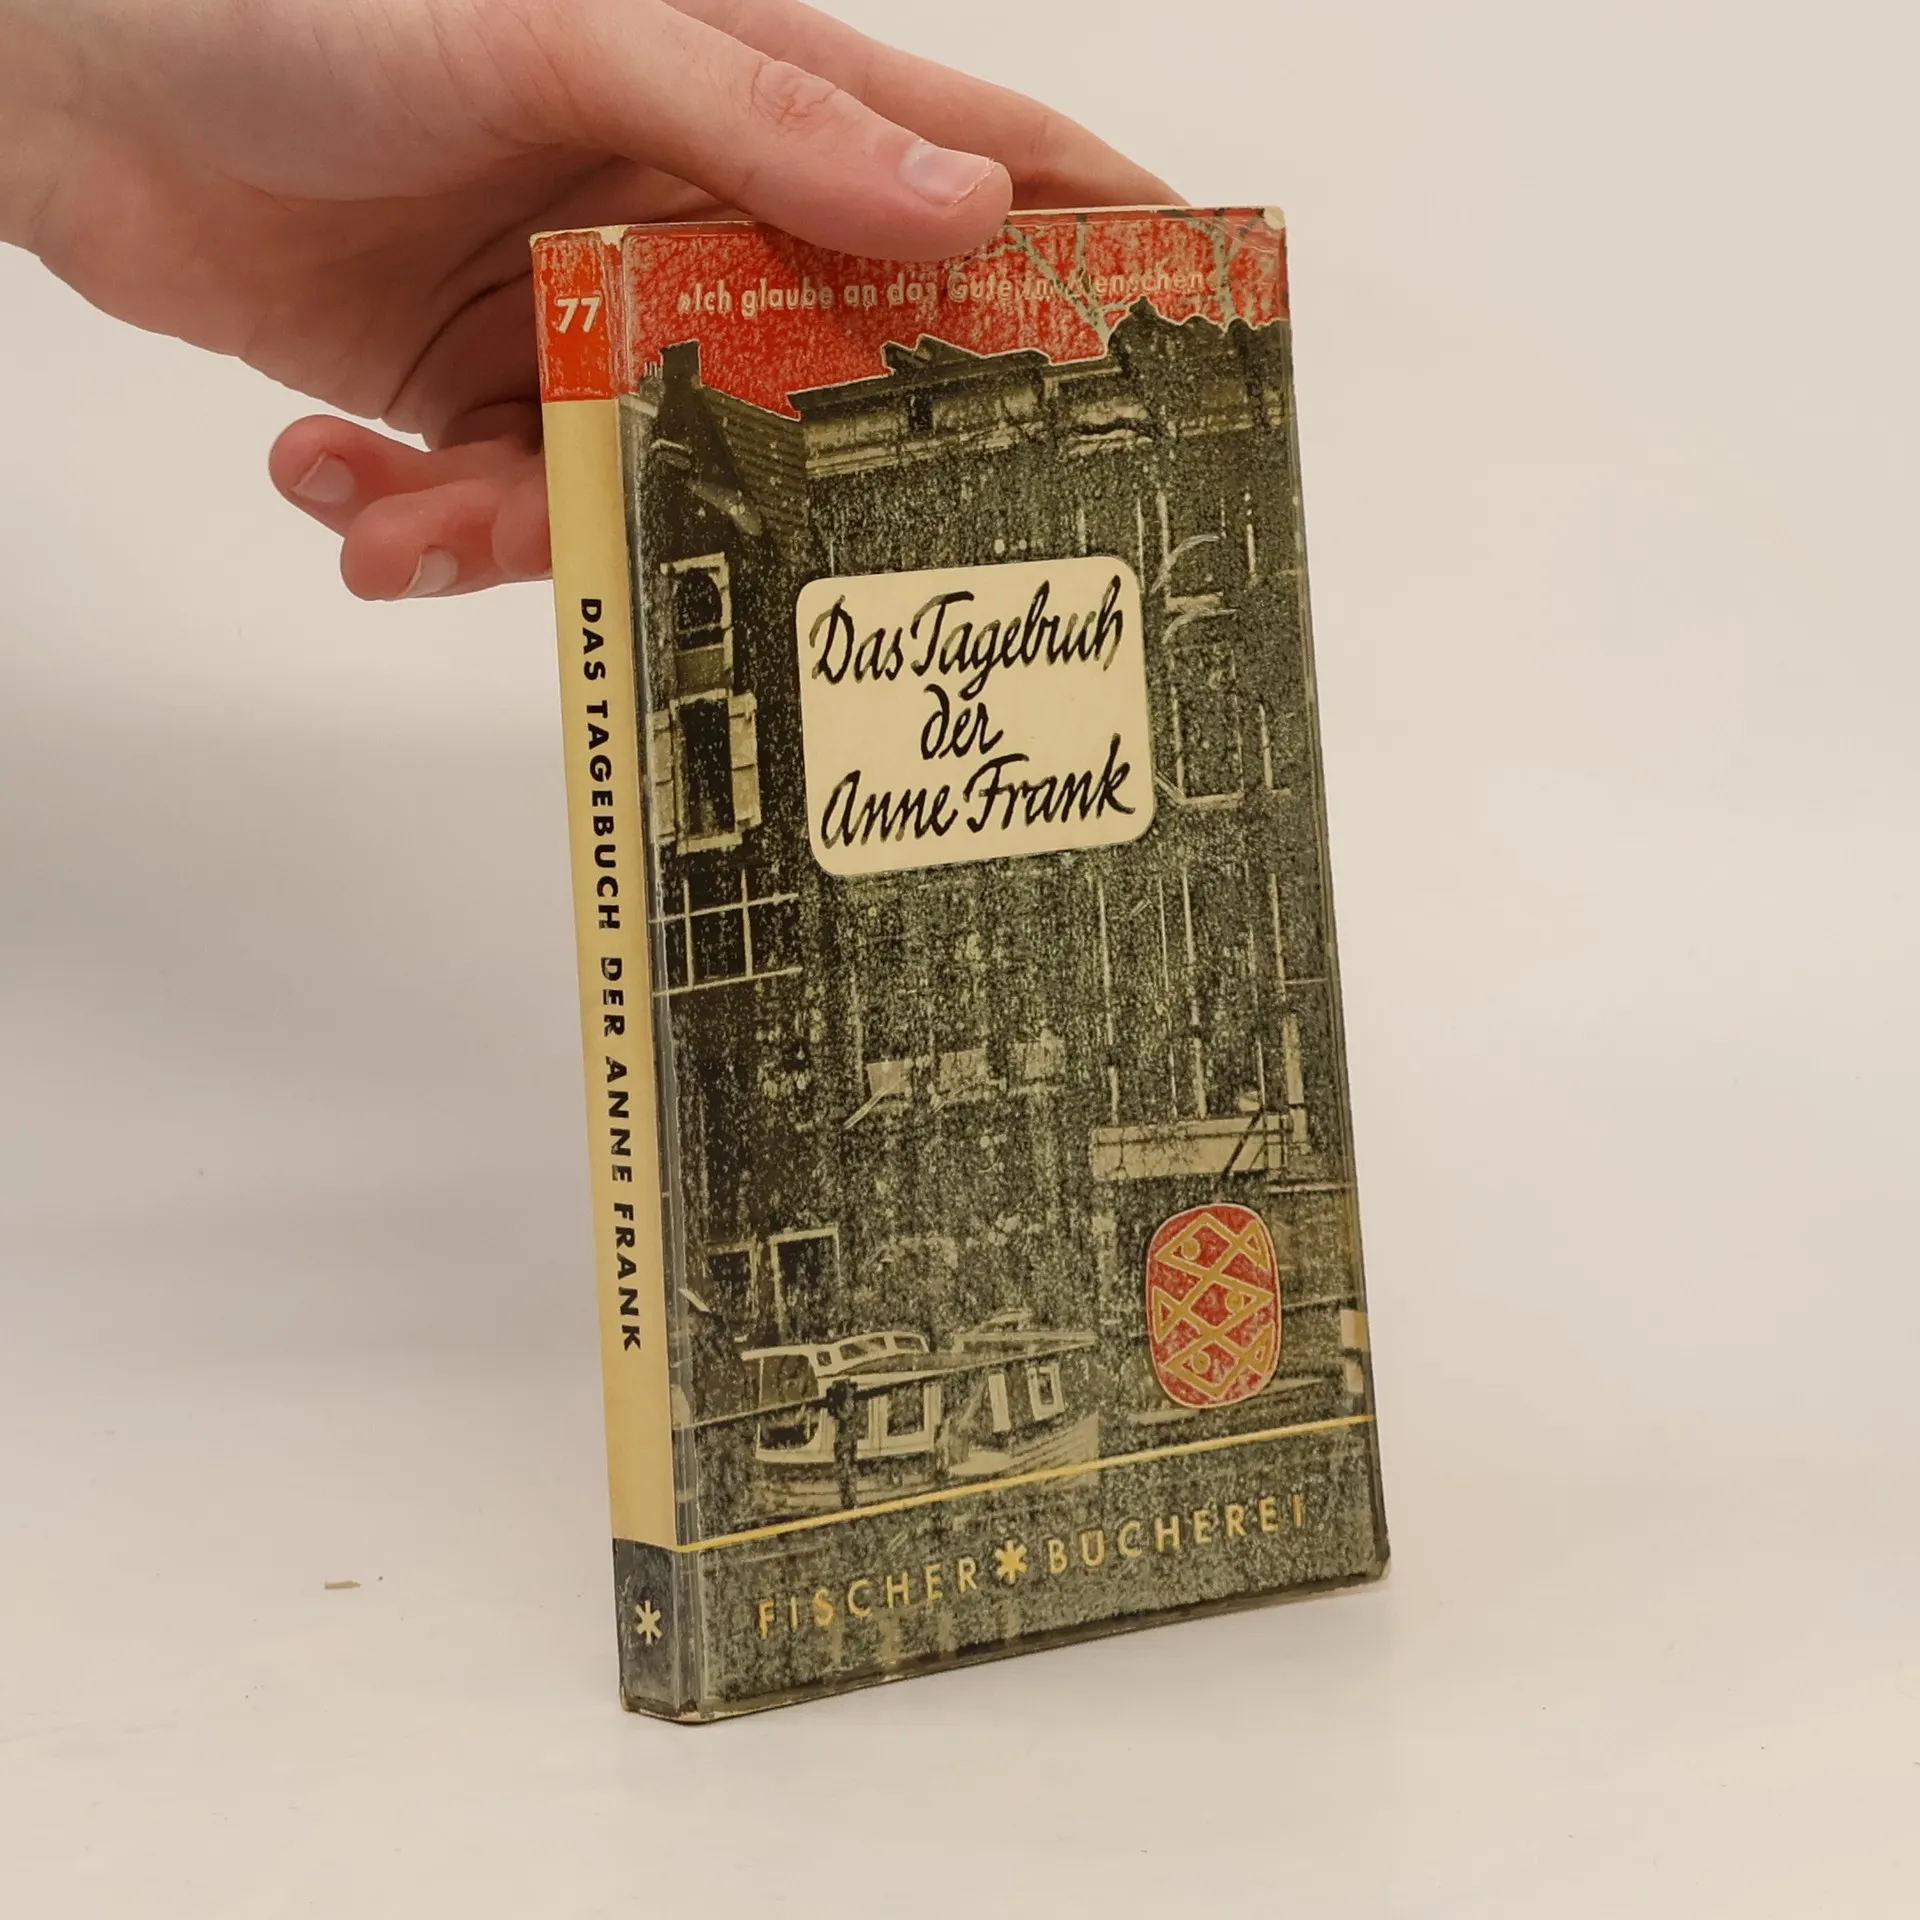 77
»Ich glaube an das Gute im Menschen«
Das Tagebuch
der
Anne Frank
DAS TAGEBUCH DER ANNE FRANK
FISCHER * BÜCHEREI
*